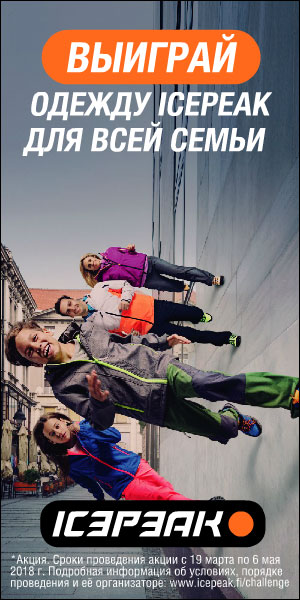 ВЫИГРАЙ
ОДЕЖДУ ICEPEAK
ДЛЯ ВСЕЙ СЕМЬИ
ICEPEAK
*Акция. Сроки проведения акции с 19 марта по 6 мая
2018 г. Подробная информация об условиях, порядке
проведения и её организаторе: www.icepeak.fi/challenge